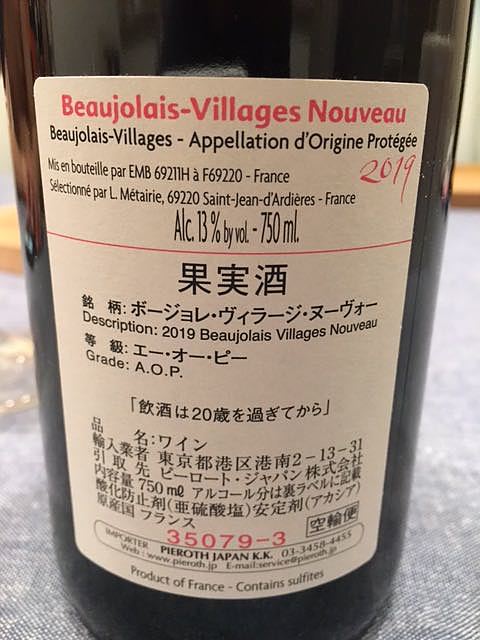 Beaujolais-Villages Nouveau
Beaujolais-Villages - Appellation d'Origine Protégée
Mis en bouteille par EMB 69211H à F69220 - France
2019
Sélectionné par L. Métairie, 69220 Saint-Jean-d'Ardières - France
Alc. 13 % by vol. - 750 ml.
果実酒
銘柄:ボージョレ・ヴィラージ・ヌーヴォー
Description: 2019 Beaujolais Villages Nouveau
等級:エー・オー・ピー
Grade: A.O.P.
「飲酒は20歳を過ぎてから」
品名:ワイン
輸入業者 東京都港区港南2-13-31
引取先 ピーロート・ジャパン株式会社
内容量 750mℓ アルコール分は裏ラベルに記載
酸化防止剤(亜硫酸塩)安定剤(アカシア)
原産国 フランス
空輸便
35079-3
IMPORTER PIEROTH JAPAN K.K. 03-3458-4455
Web : www.pieroth.jp E-mail:service@pieroth.jp
Product of France - Contains sulfites